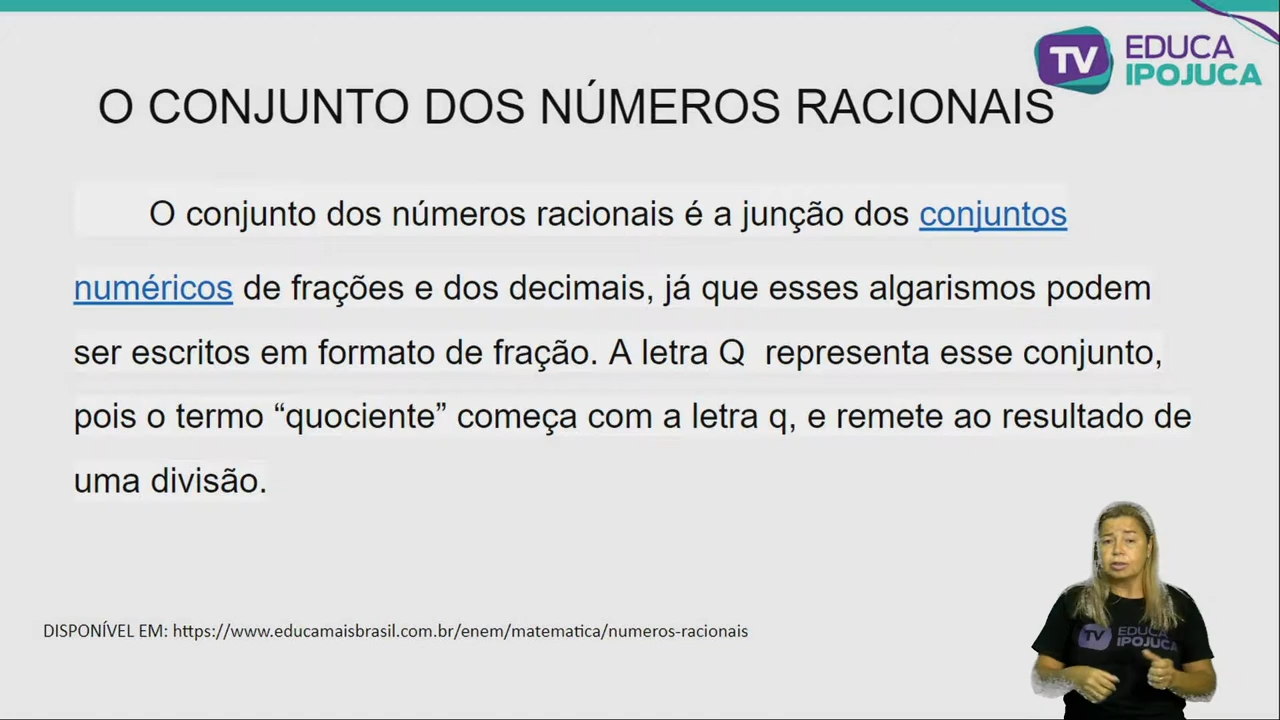 TV EDUCA
IPOJUCA
O CONJUNTO DOS NÚMEROS RACIONAIS
O conjunto dos números racionais é a junção dos conjuntos
numéricos de frações e dos decimais, já que esses algarismos podem
ser escritos em formato de fração. A letra Q representa esse conjunto,
pois o termo “quociente” começa com a letra q, e remete ao resultado de
uma divisão.
DISPONÍVEL EM: https://www.educamaisbrasil.com.br/enem/matematica/numeros-racionais
TV EDUCA
IPOJUCA